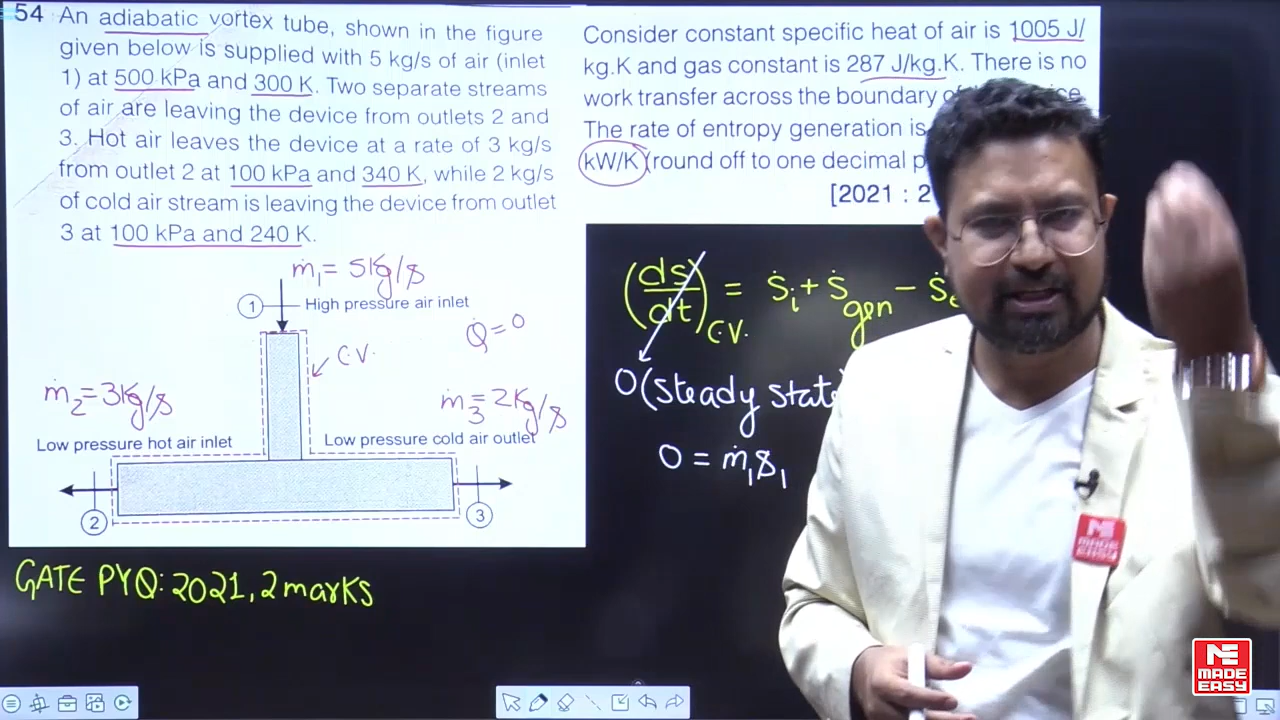 54 An adiabatic vortex tube, shown in the figure
given below is supplied with 5 kg/s of air (inlet
1) at 500 kPa and 300 K. Two separate streams
of air are leaving the device from outlets 2 and
3. Hot air leaves the device at a rate of 3 kg/s
from outlet 2 at 100 kPa and 340 K, while 2 kg/s
of cold air stream is leaving the device from outlet
3 at 100 kPa and 240 K.
ṁ₁ = 5Kg/s
1 High pressure air inlet
Q̇ = 0
C.V.
ṁ₂ = 3Kg/s
ṁ₃ = 2Kg/s
Low pressure hot air inlet
Low pressure cold air outlet
2
3
GATE PYQ: 2021, 2 marks
Consider constant specific heat of air is 1005 J/
kg.K and gas constant is 287 J/kg.K. There is no
work transfer across the boundary
The rate of entropy generation is
kW/K (round off to one decimal
[2021 : 2
(ds/dt)C.V. = Ṡi + Ṡgen - Ṡe
0 (steady state
0 = ṁ₁s₁
ME
MADE
EASY
ME
MADE
EASY